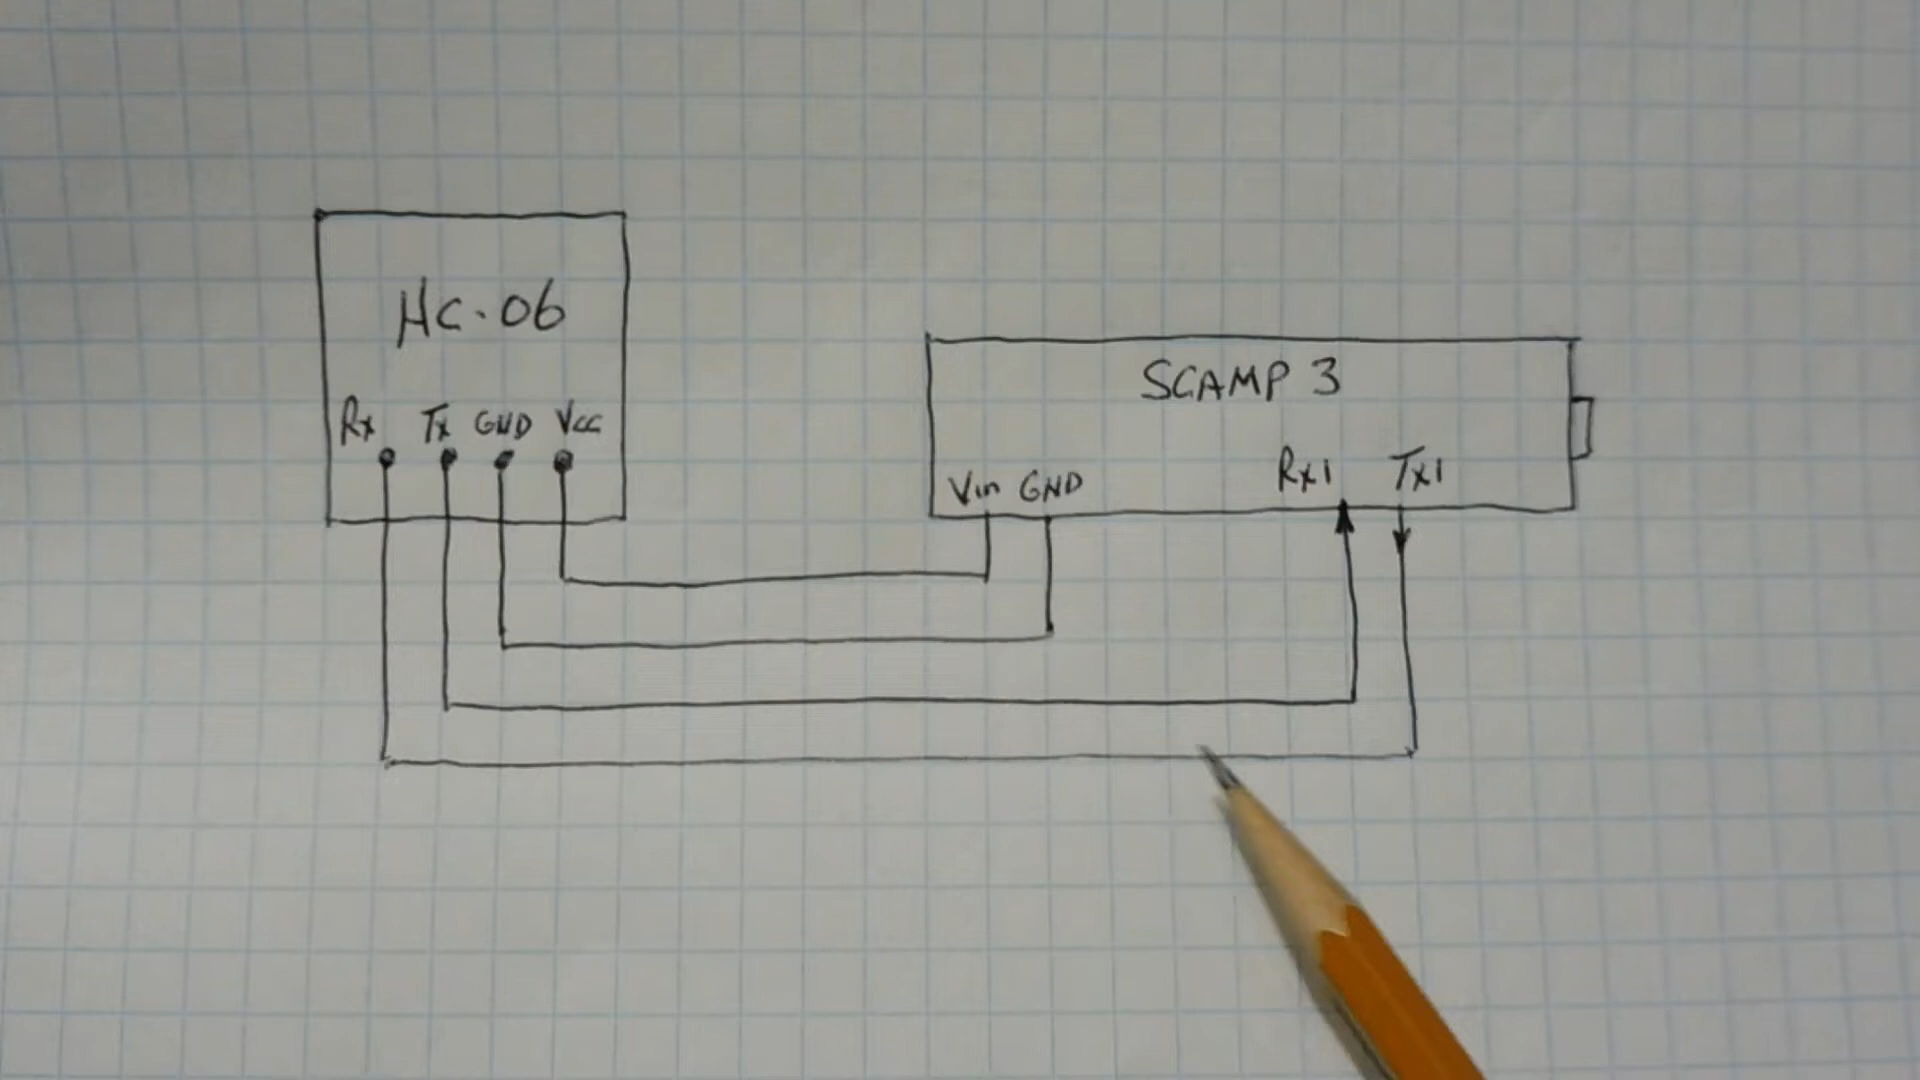 HC-06
Rx Tx GND Vcc
SCAMP 3
Vin GND Rx1 Tx1